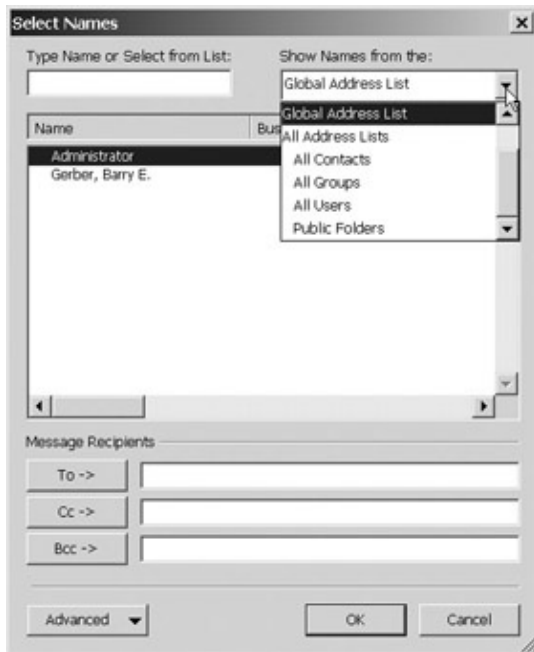 Select Names
Type Name or Select from List:
Show Names from the:
Global Address List
Global Address List
All Address Lists
All Contacts
All Groups
All Users
Public Folders
Name
Bus
Administrator
Gerber, Barry E.
Message Recipients
To ->
Cc ->
Bcc ->
Advanced
OK
Cancel